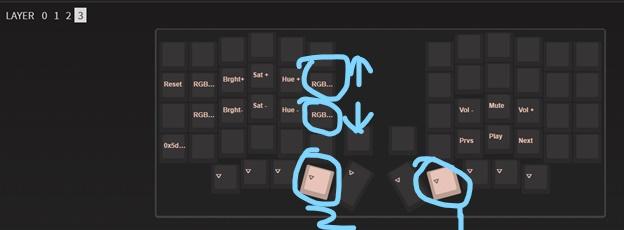 LAYER 0 1 2 3
Reset RGB... Brght+ Sat + Hue + RGB...
RGB... Brght- Sat - Hue - RGB... Vol - Mute Vol +
0x5d... Prvs Play Next